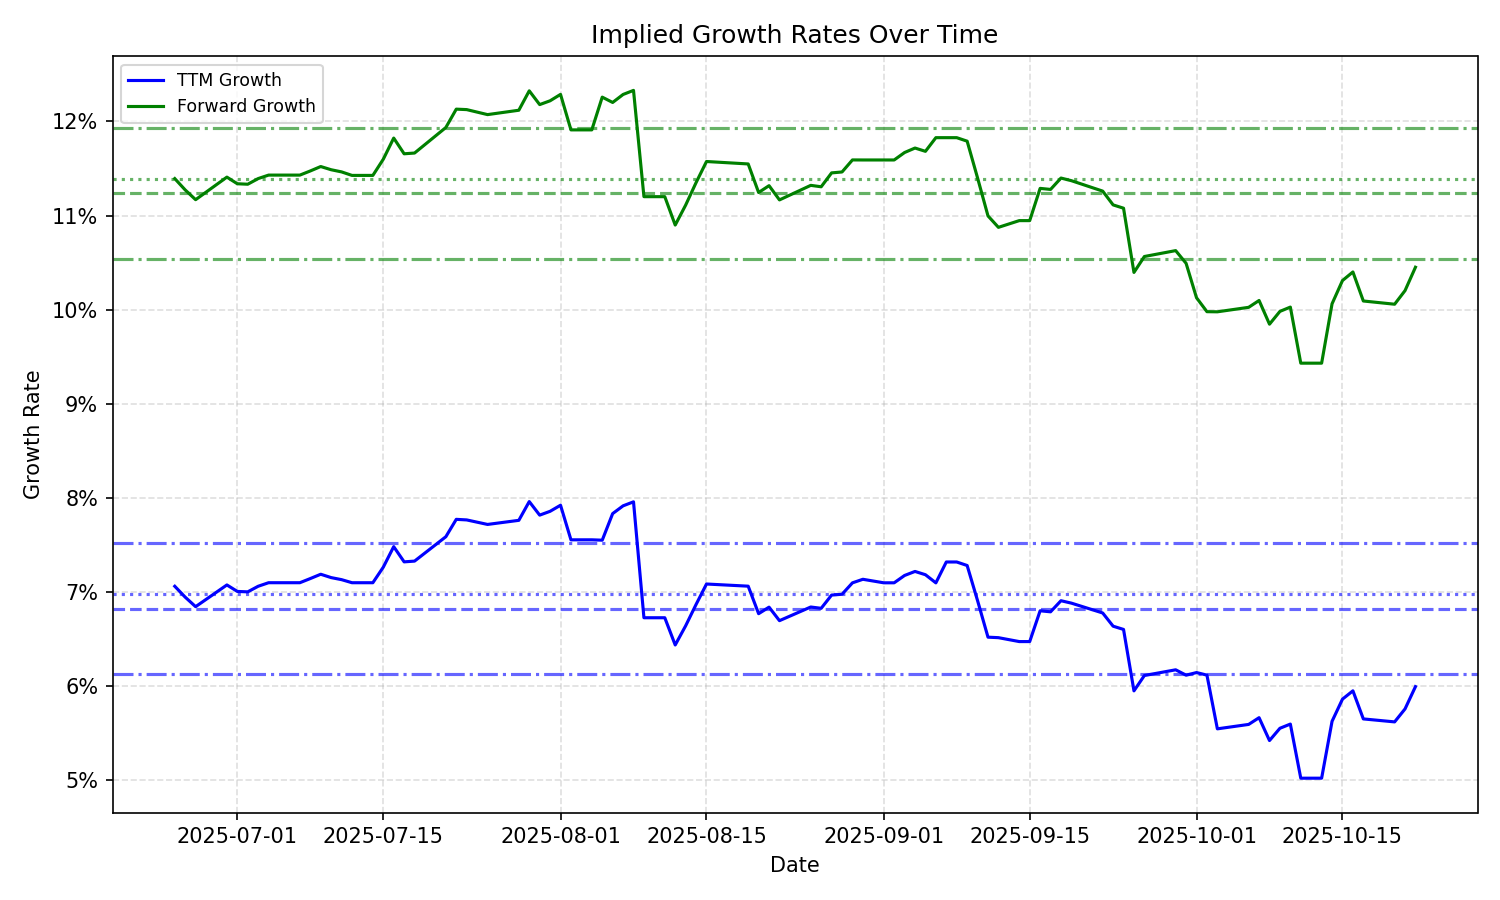 Implied Growth Rates Over Time
TTM Growth
Forward Growth
12%
11%
10%
9%
8%
7%
6%
5%
Growth Rate
2025-07-01 2025-07-15 2025-08-01 2025-08-15 2025-09-01 2025-09-15 2025-10-01 2025-10-15
Date